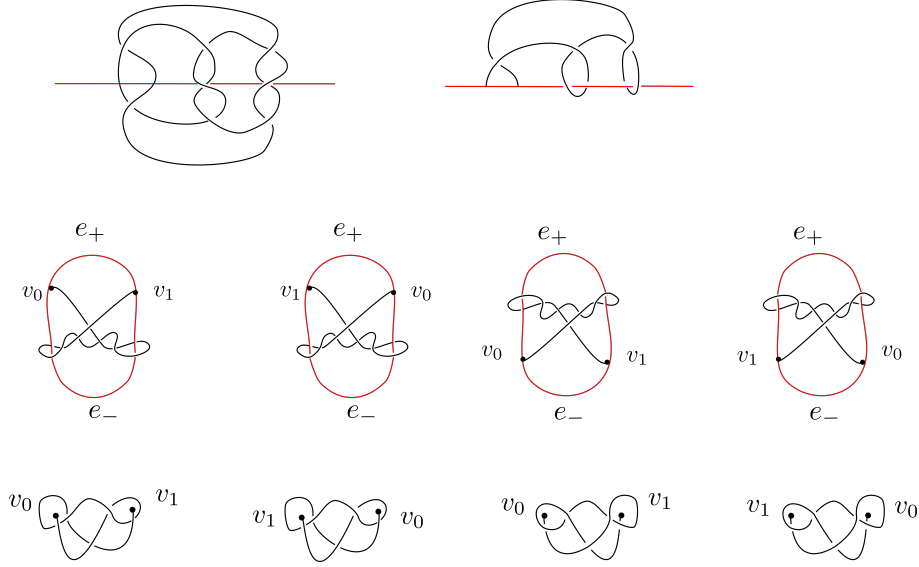 e₊ e₊ e₊ e₊
v₀ v₁ v₁ v₀
v₀ v₁ v₁ v₀
e₋ e₋ e₋ e₋
v₀ v₁ v₁ v₀ v₀ v₁ v₁ v₀